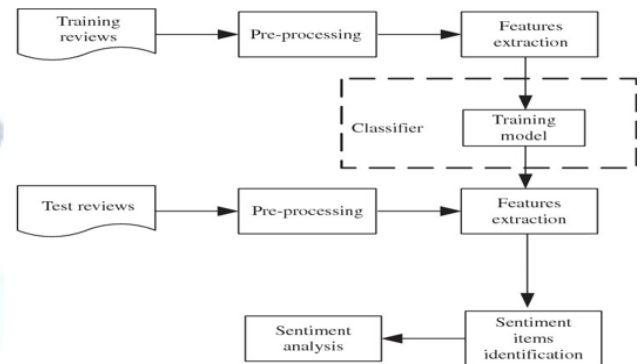 Training
reviews
Pre-processing
Features
extraction
Classifier
Training
model
Test reviews
Pre-processing
Features
extraction
Sentiment
analysis
Sentiment
items
identification